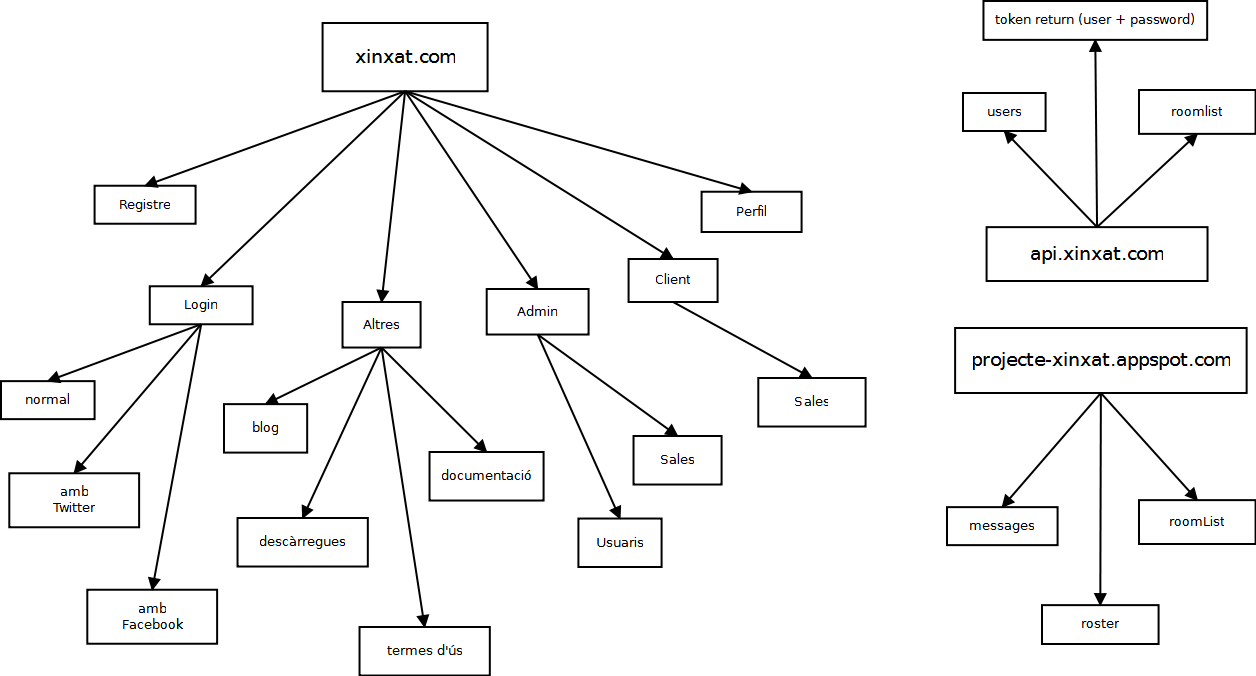 xinxat.com
Registre
Perfil
Login
Altres
Admin
Client
normal
blog
Sales
amb
Twitter
documentació
Sales
descàrregues
Usuaris
amb
Facebook
termes d'ús
token return (user + password)
users
roomlist
api.xinxat.com
projecte-xinxat.appspot.com
messages
roomList
roster